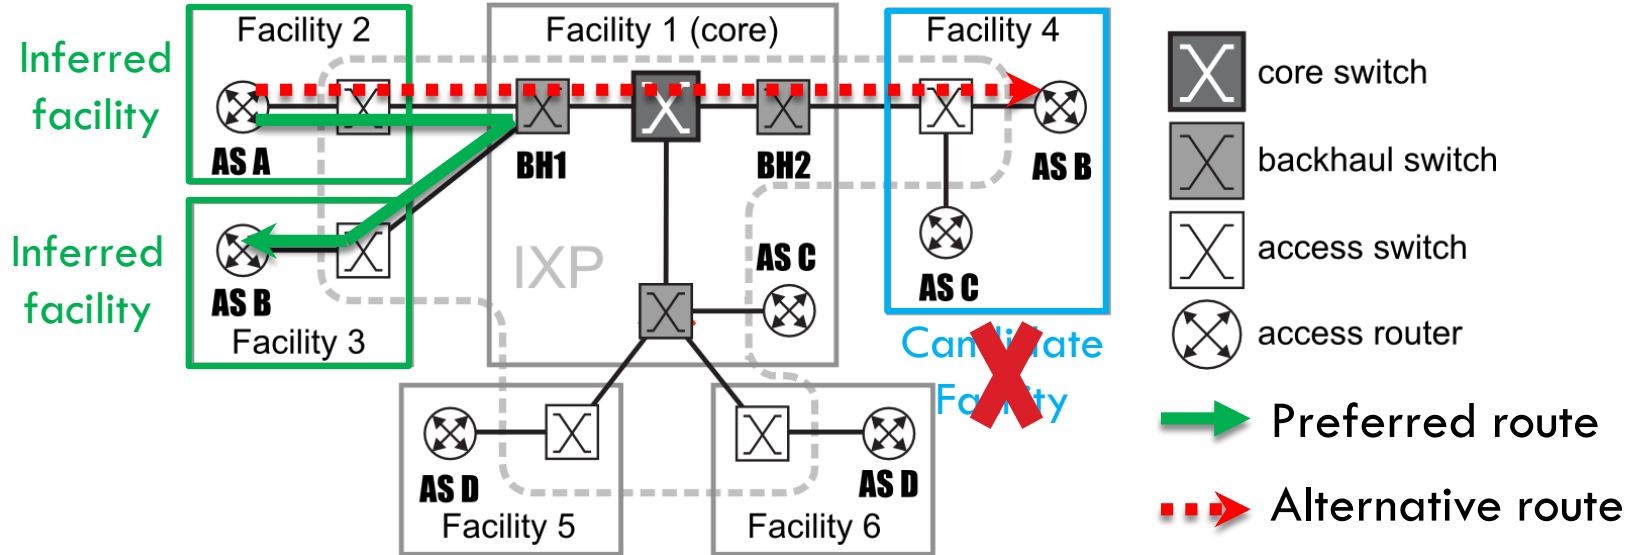 Inferred
facility
Facility 2
AS A
Facility 1 (core)
BH1
BH2
Facility 4
AS B
AS C
core switch
backhaul switch
access switch
access router
Inferred
facility
AS B
Facility 3
IXP
AS C
Candidate
Facility
AS D
Facility 5
AS D
Facility 6
Preferred route
Alternative route